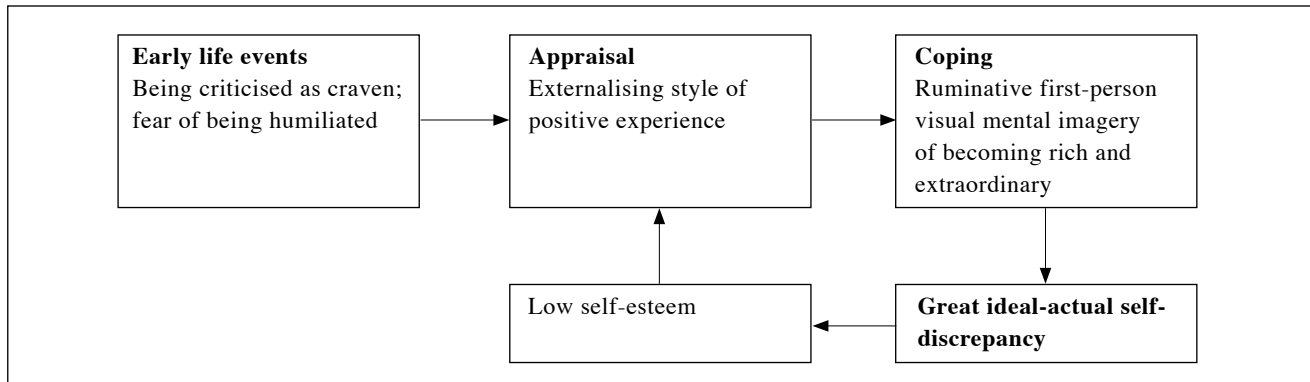 Early life events
Being criticised as craven;
fear of being humiliated
Appraisal
Externalising style of
positive experience
Coping
Ruminative first-person
visual mental imagery
of becoming rich and
extraordinary
Low self-esteem
Great ideal-actual self-
discrepancy